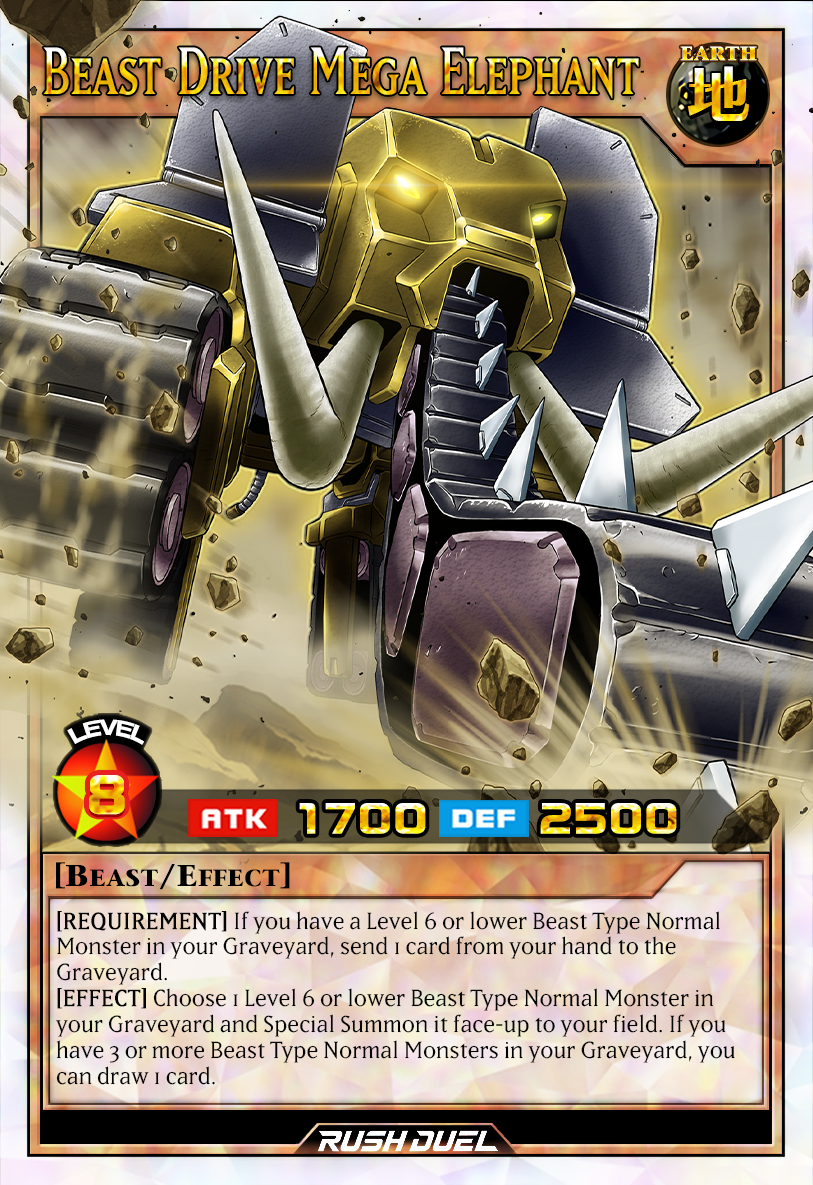 BEAST DRIVE MEGA ELEPHANT
EARTH
地
LEVEL
8
ATK 1700 DEF 2500
[BEAST/EFFECT]
[REQUIREMENT] If you have a Level 6 or lower Beast Type Normal
Monster in your Graveyard, send 1 card from your hand to the
Graveyard.
[EFFECT] Choose 1 Level 6 or lower Beast Type Normal Monster in
your Graveyard and Special Summon it face-up to your field. If you
have 3 or more Beast Type Normal Monsters in your Graveyard, you
can draw 1 card.
RUSH DUEL